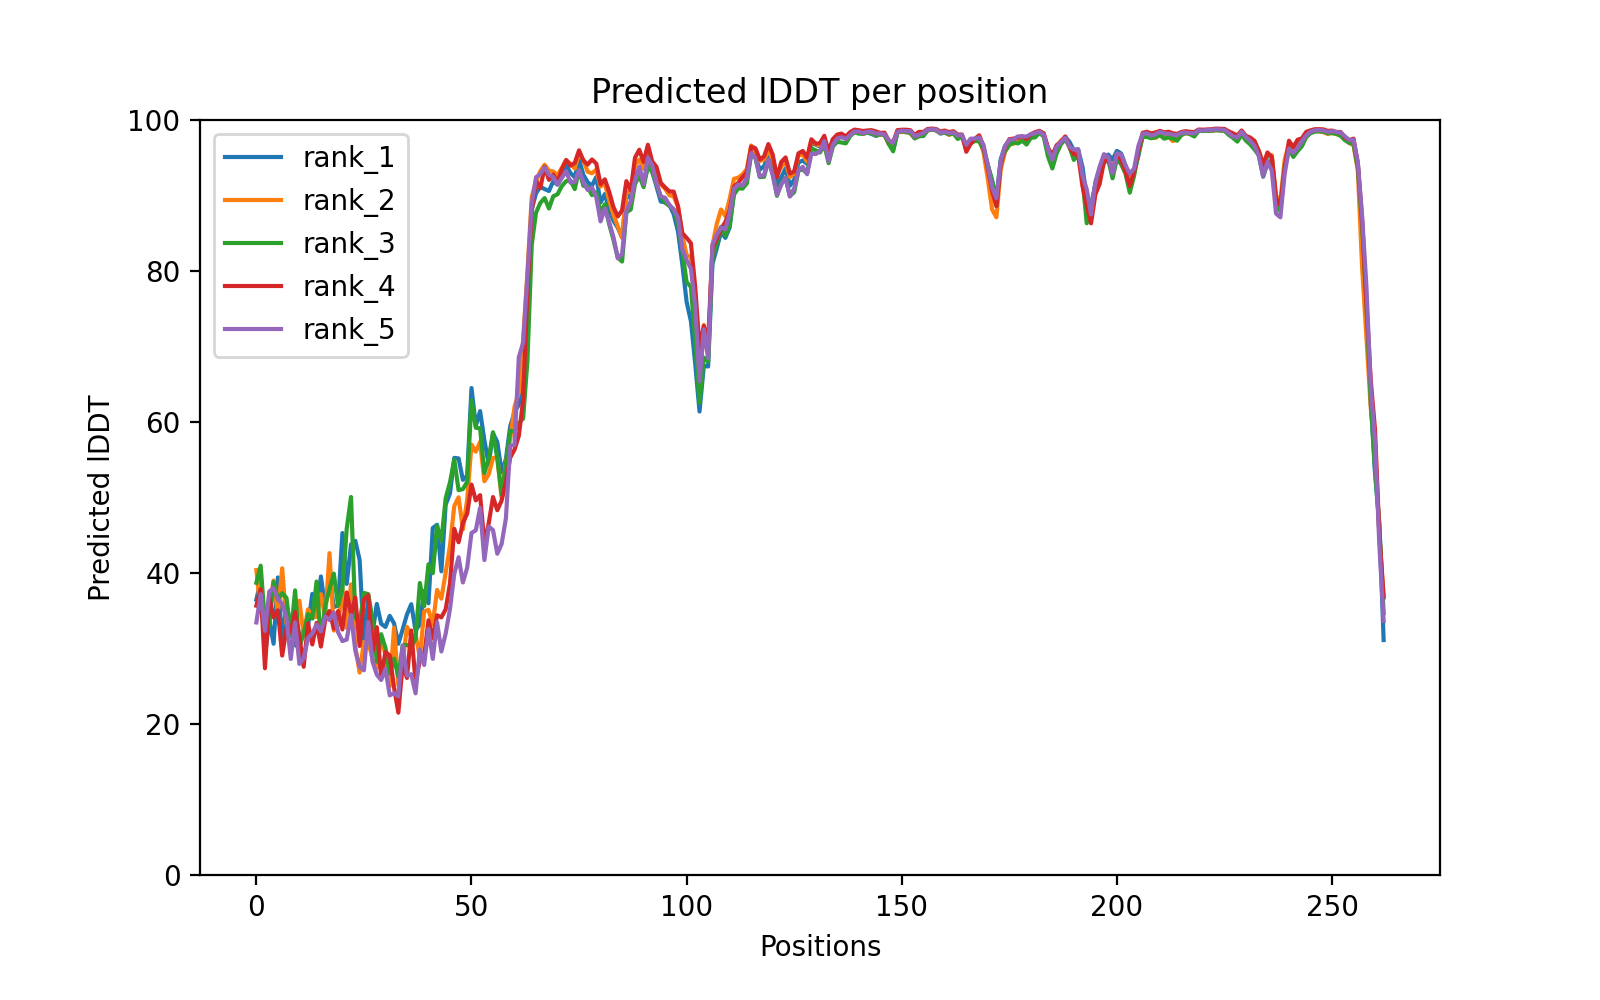 Predicted lDDT per position
100
80
60
40
20
0
Predicted lDDT
rank_1
rank_2
rank_3
rank_4
rank_5
0 50 100 150 200 250
Positions